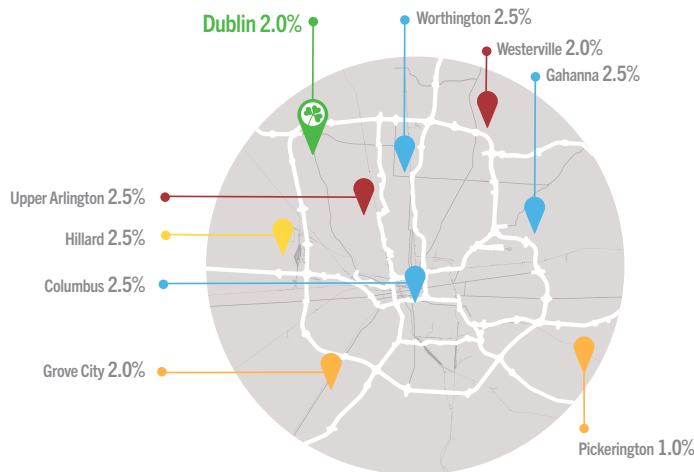 Dublin 2.0%
Worthington 2.5%
Westerville 2.0%
Gahanna 2.5%
Upper Arlington 2.5%
Hillard 2.5%
Columbus 2.5%
Grove City 2.0%
Pickerington 1.0%